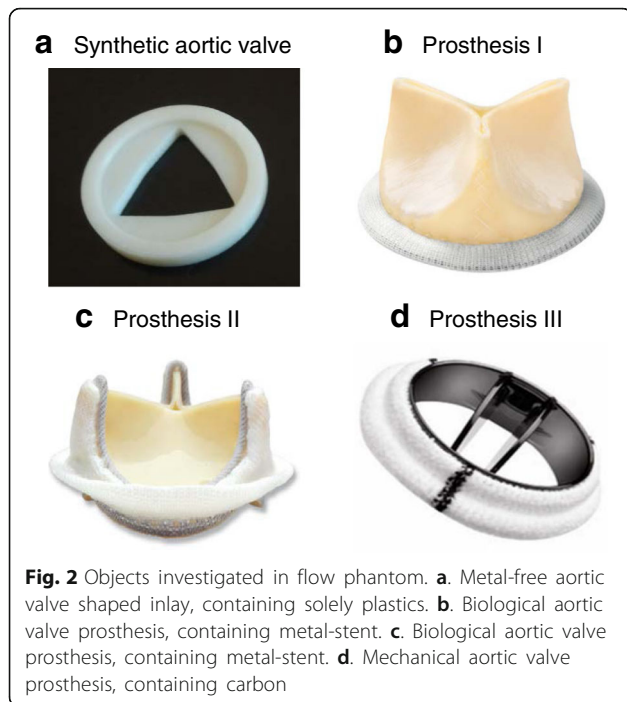 a Synthetic aortic valve
b Prosthesis I
c Prosthesis II
d Prosthesis III
Fig. 2 Objects investigated in flow phantom. a. Metal-free aortic
valve shaped inlay, containing solely plastics. b. Biological aortic
valve prosthesis, containing metal-stent. c. Biological aortic valve
prosthesis, containing metal-stent. d. Mechanical aortic valve
prosthesis, containing carbon